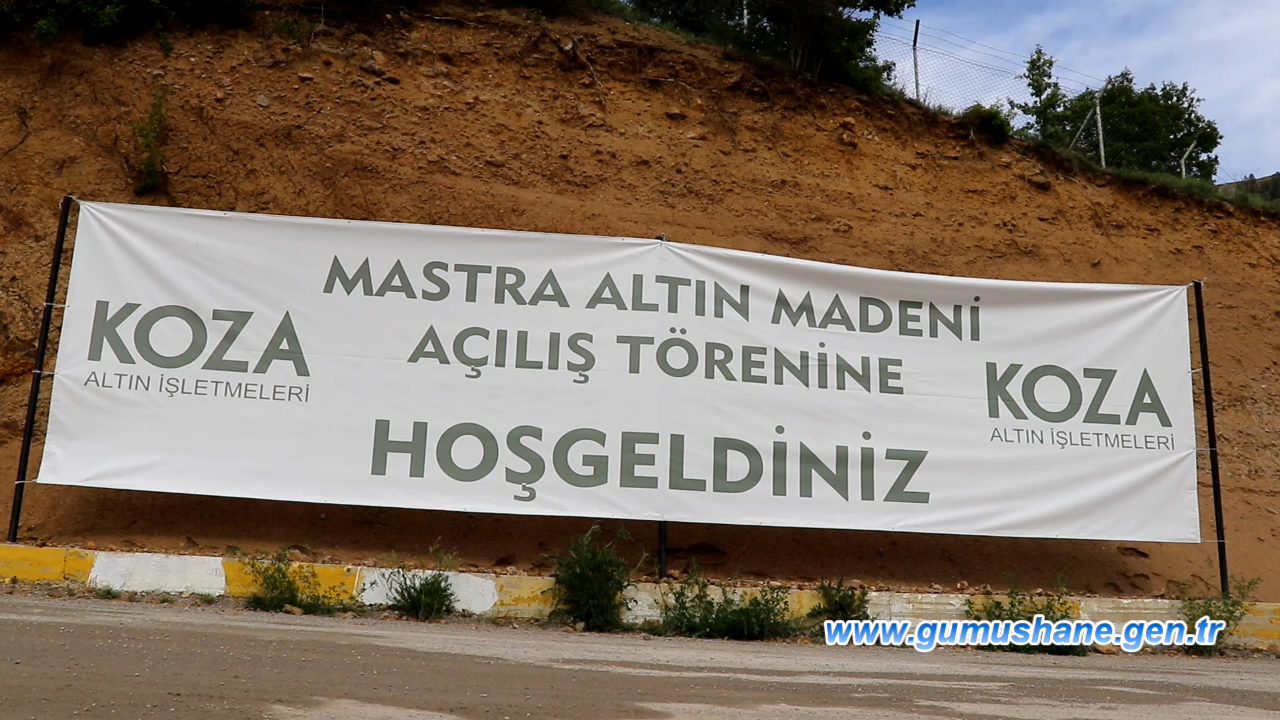 MASTRA ALTIN MADENİ
AÇILIŞ TÖRENİNE
HOŞGELDİNİZ
KOZA
ALTIN İŞLETMELERİ
KOZA
ALTIN İŞLETMELERİ
www.gumushane.gen.tr